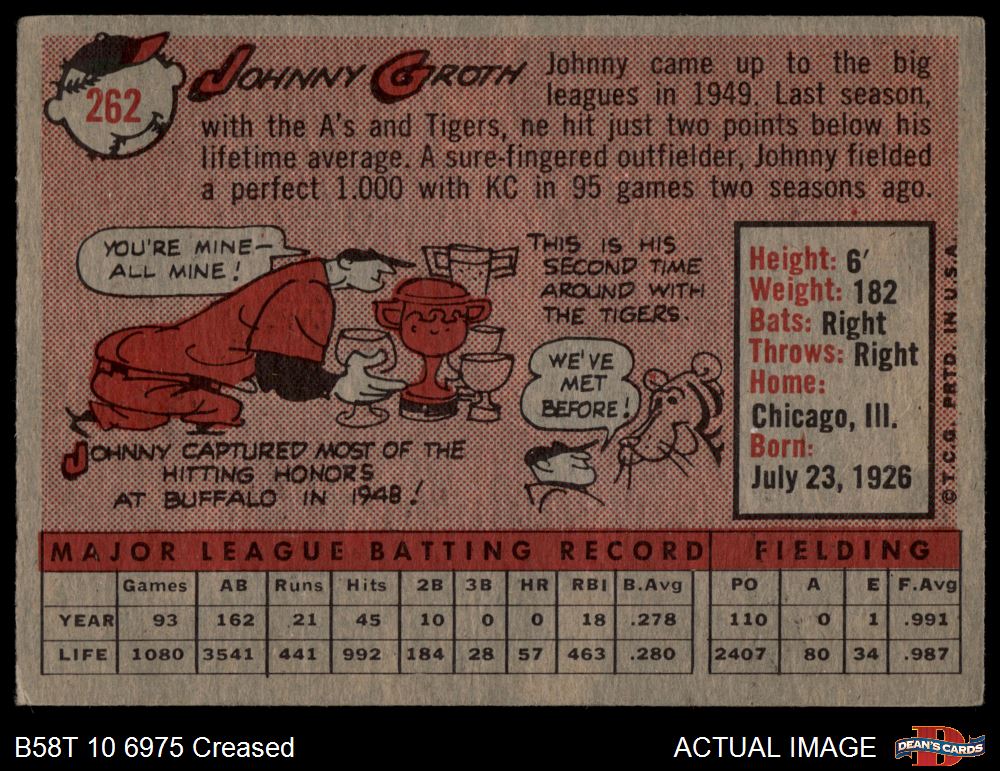 262
JOHNNY GROTH
Johnny came up to the big
leagues in 1949. Last season,
with the A's and Tigers, ne hit just two points below his
lifetime average. A sure-fingered outfielder, Johnny fielded
a perfect 1.000 with KC in 95 games two seasons ago.
YOU'RE MINE—
ALL MINE!
JOHNNY CAPTURED MOST OF THE
HITTING HONORS
AT BUFFALO IN 1948!
THIS IS HIS
SECOND TIME
AROUND WITH
THE TIGERS.
WE'VE
MET
BEFORE!
Height: 6′
Weight: 182
Bats: Right
Throws: Right
Home:
Chicago, Ill.
Born:
July 23, 1926
© T.C.G. PRTD. IN U.S.A.
MAJOR LEAGUE BATTING RECORD FIELDING
Games AB Runs Hits 2B 3B HR RBI B.Avg PO A E F.Avg
YEAR 93 162 21 45 10 0 0 18 .278 110 0 1 .991
LIFE 1080 3541 441 992 184 28 57 463 .280 2407 80 34 .987
B58T 10 6975 Creased
ACTUAL IMAGE
D
DEAN'S CARDS